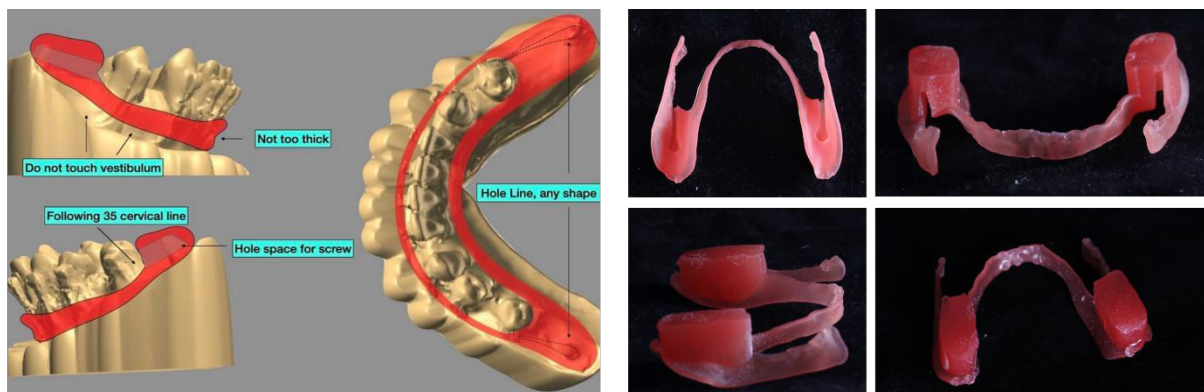 Not too thick
Do not touch vestibulum
Following 35 cervical line
Hole Line, any shape
Hole space for screw